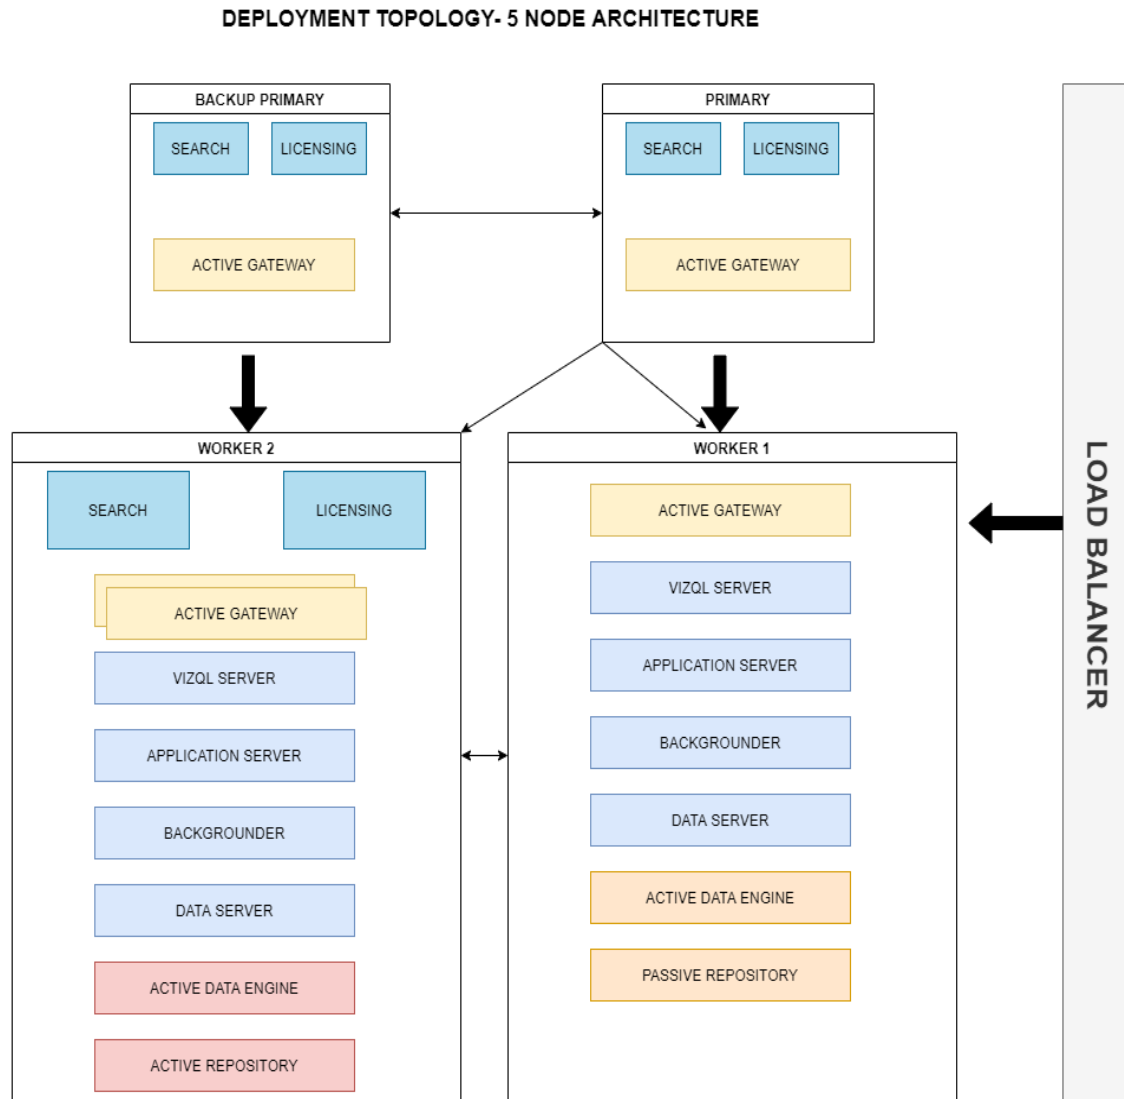 DEPLOYMENT TOPOLOGY- 5 NODE ARCHITECTURE
BACKUP PRIMARY
SEARCH
LICENSING
ACTIVE GATEWAY
PRIMARY
SEARCH
LICENSING
ACTIVE GATEWAY
WORKER 2
SEARCH
LICENSING
ACTIVE GATEWAY
VIZQL SERVER
APPLICATION SERVER
BACKGROUNDER
DATA SERVER
ACTIVE DATA ENGINE
ACTIVE REPOSITORY
WORKER 1
ACTIVE GATEWAY
VIZQL SERVER
APPLICATION SERVER
BACKGROUNDER
DATA SERVER
ACTIVE DATA ENGINE
PASSIVE REPOSITORY
LOAD BALANCER